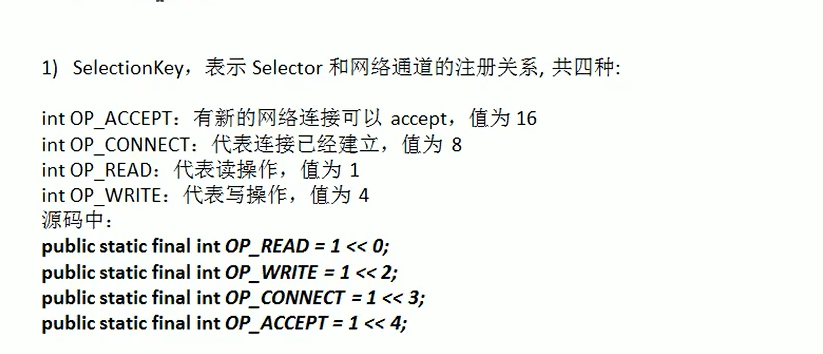 1) SelectionKey，表示 Selector 和网络通道的注册关系, 共四种:
int OP_ACCEPT：有新的网络连接可以 accept，值为 16
int OP_CONNECT：代表连接已经建立，值为 8
int OP_READ：代表读操作，值为 1
int OP_WRITE：代表写操作，值为 4
源码中：
public static final int OP_READ = 1 << 0;
public static final int OP_WRITE = 1 << 2;
public static final int OP_CONNECT = 1 << 3;
public static final int OP_ACCEPT = 1 << 4;